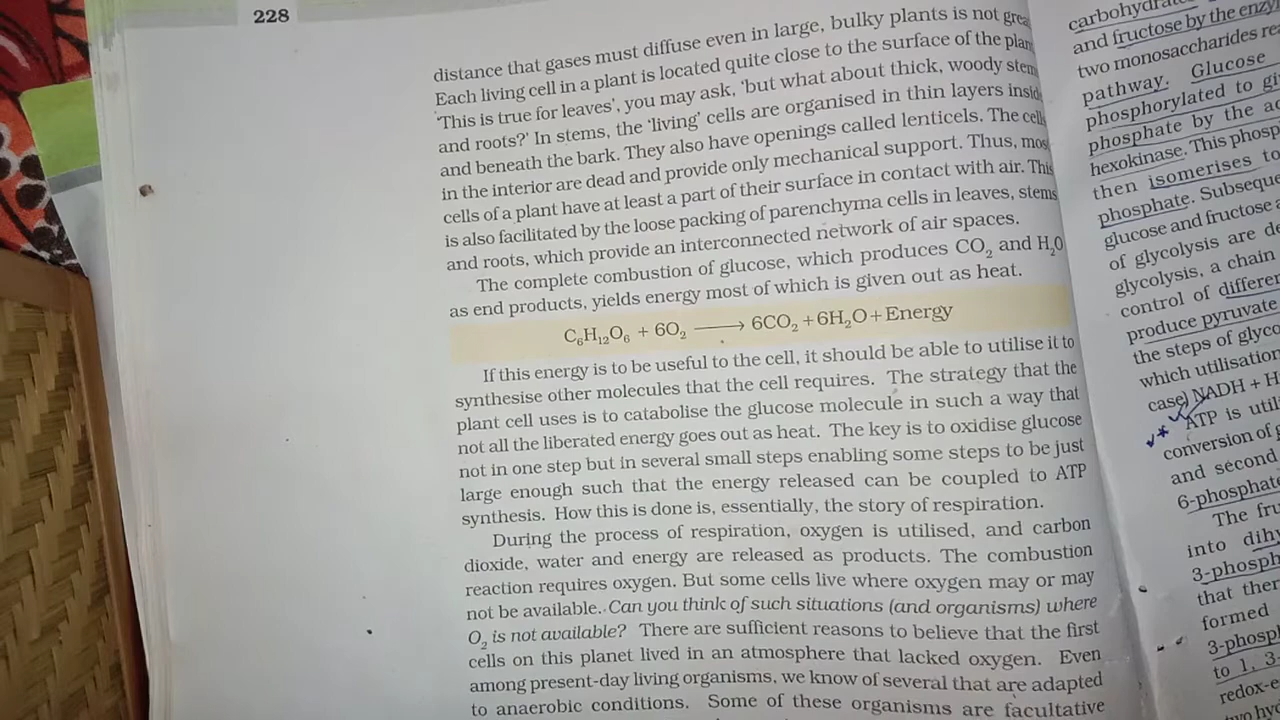 228
distance that gases must diffuse even in large, bulky plants is not
Each living cell in a plant is located quite close to the surface of the
'This is true for leaves', you may ask, 'but what about thick, woody
and roots?' In stems, the 'living' cells are organised in thin layers
and beneath the bark. They also have openings called lenticels. The
in the interior are dead and provide only mechanical support. Thus,
cells of a plant have at least a part of their surface in contact with air. This
is also facilitated by the loose packing of parenchyma cells in leaves, stems
and roots, which provide an interconnected network of air spaces.
The complete combustion of glucose, which produces CO₂ and H₂O
as end products, yields energy most of which is given out as heat.
C₆H₁₂O₆ + 6O₂ ⟶ 6CO₂ + 6H₂O + Energy
If this energy is to be useful to the cell, it should be able to utilise it to
synthesise other molecules that the cell requires. The strategy that the
plant cell uses is to catabolise the glucose molecule in such a way that
not all the liberated energy goes out as heat. The key is to oxidise glucose
not in one step but in several small steps enabling some steps to be just
large enough such that the energy released can be coupled to ATP
synthesis. How this is done is, essentially, the story of respiration.
During the process of respiration, oxygen is utilised, and carbon
dioxide, water and energy are released as products. The combustion
reaction requires oxygen. But some cells live where oxygen may or may
not be available. Can you think of such situations (and organisms) where
O₂ is not available? There are sufficient reasons to believe that the first
cells on this planet lived in an atmosphere that lacked oxygen. Even
among present-day living organisms, we know of several that are adapted
to anaerobic conditions. Some of these organisms are facultative
and fructose by the
two monosaccharides
pathway. Glucose
phosphorylated to
phosphate by the
hexokinase. This
then isomerises to
phosphate.
glucose and fructose
of glycolysis are
glycolysis, a chain
control of
produce pyruvate
the steps of
which utilisation
case) NADH +
ATP is
conversion of
and second
The
into
that
formed
to 1, 3